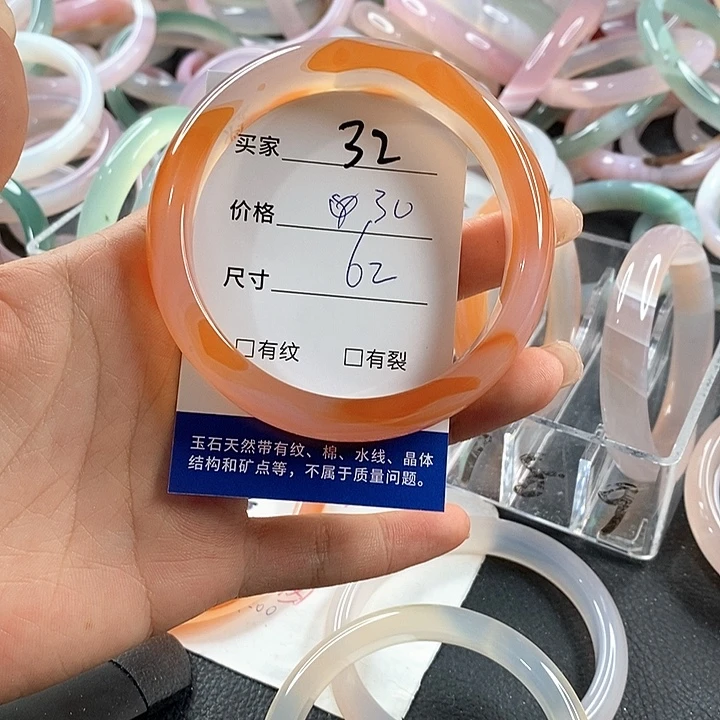 买家 32
价格 30
尺寸 62
□有纹 □有裂
玉石天然带有纹、棉、水线、晶体
结构和矿点等，不属于质量问题。